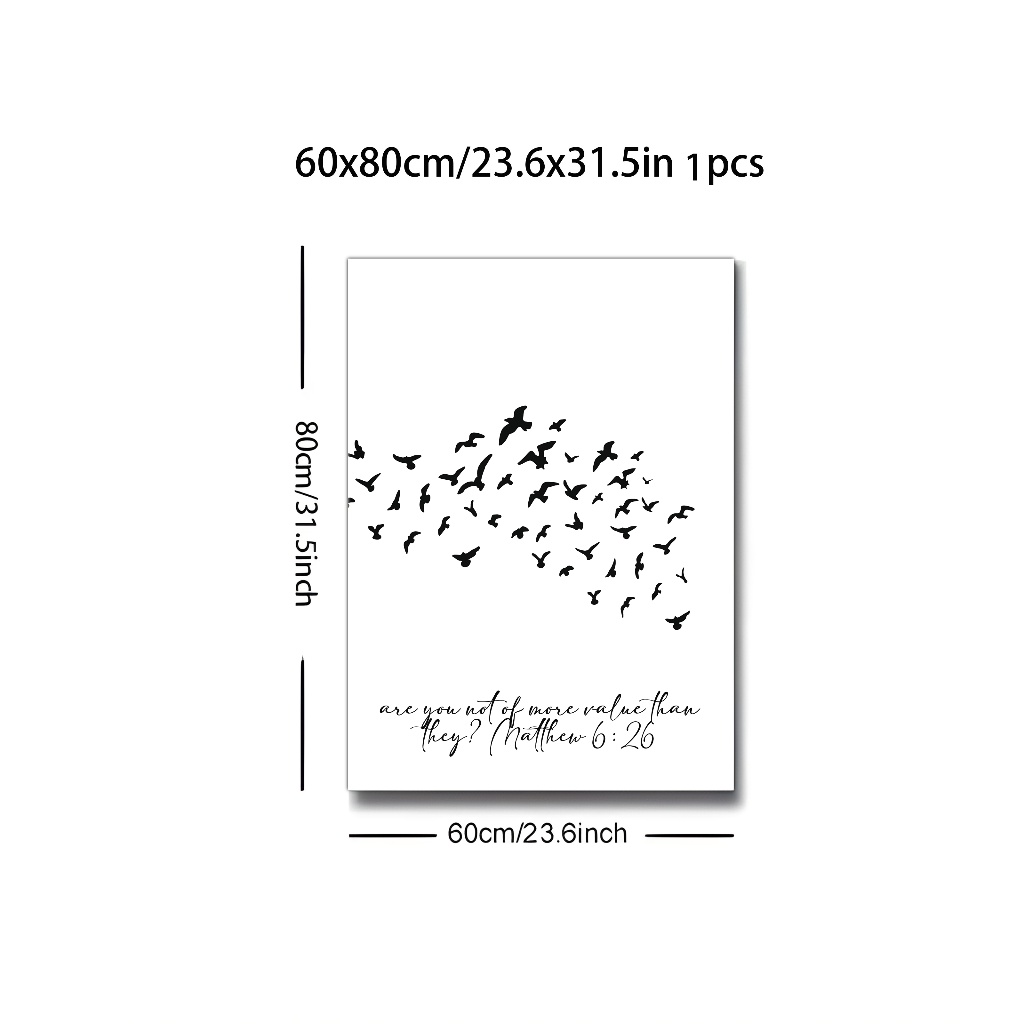 60x80cm/23.6x31.5in 1pcs
80cm/31.5inch
are you not of more value than
they? Matthew 6:26
60cm/23.6inch